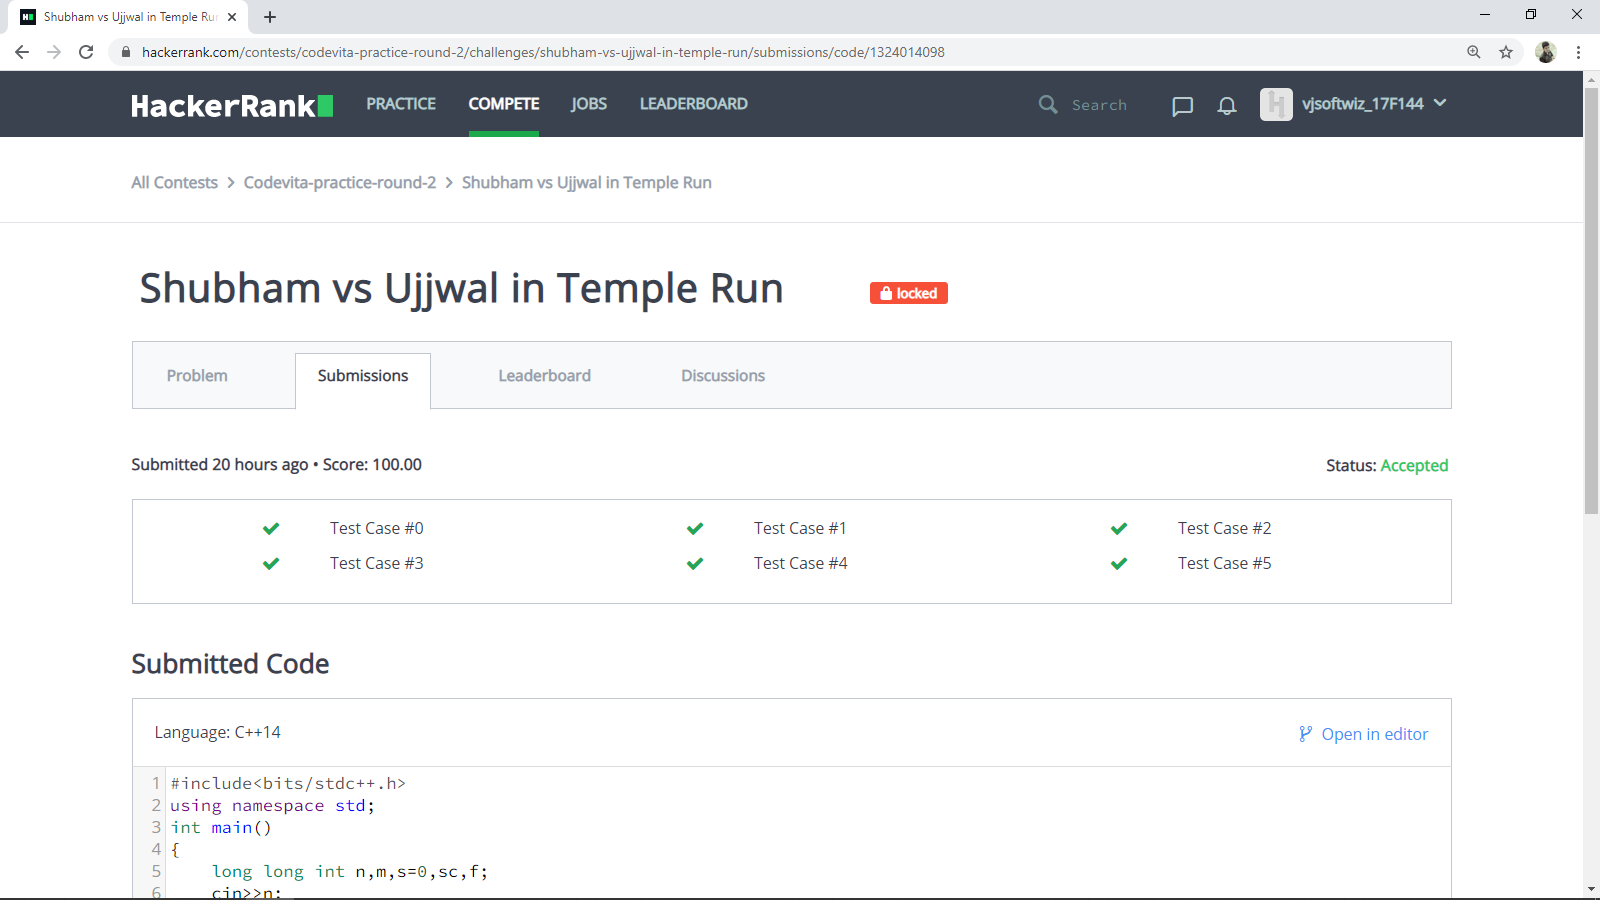 Shubham vs Ujjwal in Temple Ru
hackerrank.com/contests/codevita-practice-round-2/challenges/shubham-vs-ujjwal-in-temple-run/submissions/code/1324014098
HackerRank PRACTICE COMPETE JOBS LEADERBOARD Search vjsoftwiz_17F144
All Contests > Codevita-practice-round-2 > Shubham vs Ujjwal in Temple Run
Shubham vs Ujjwal in Temple Run locked
Problem Submissions Leaderboard Discussions
Submitted 20 hours ago • Score: 100.00 Status: Accepted
Test Case #0 Test Case #1 Test Case #2
Test Case #3 Test Case #4 Test Case #5
Submitted Code
Language: C++14 Open in editor
1 #include<bits/stdc++.h>
2 using namespace std;
3 int main()
4 {
5 long long int n,m,s=0,sc,f;
6 cin>>n;